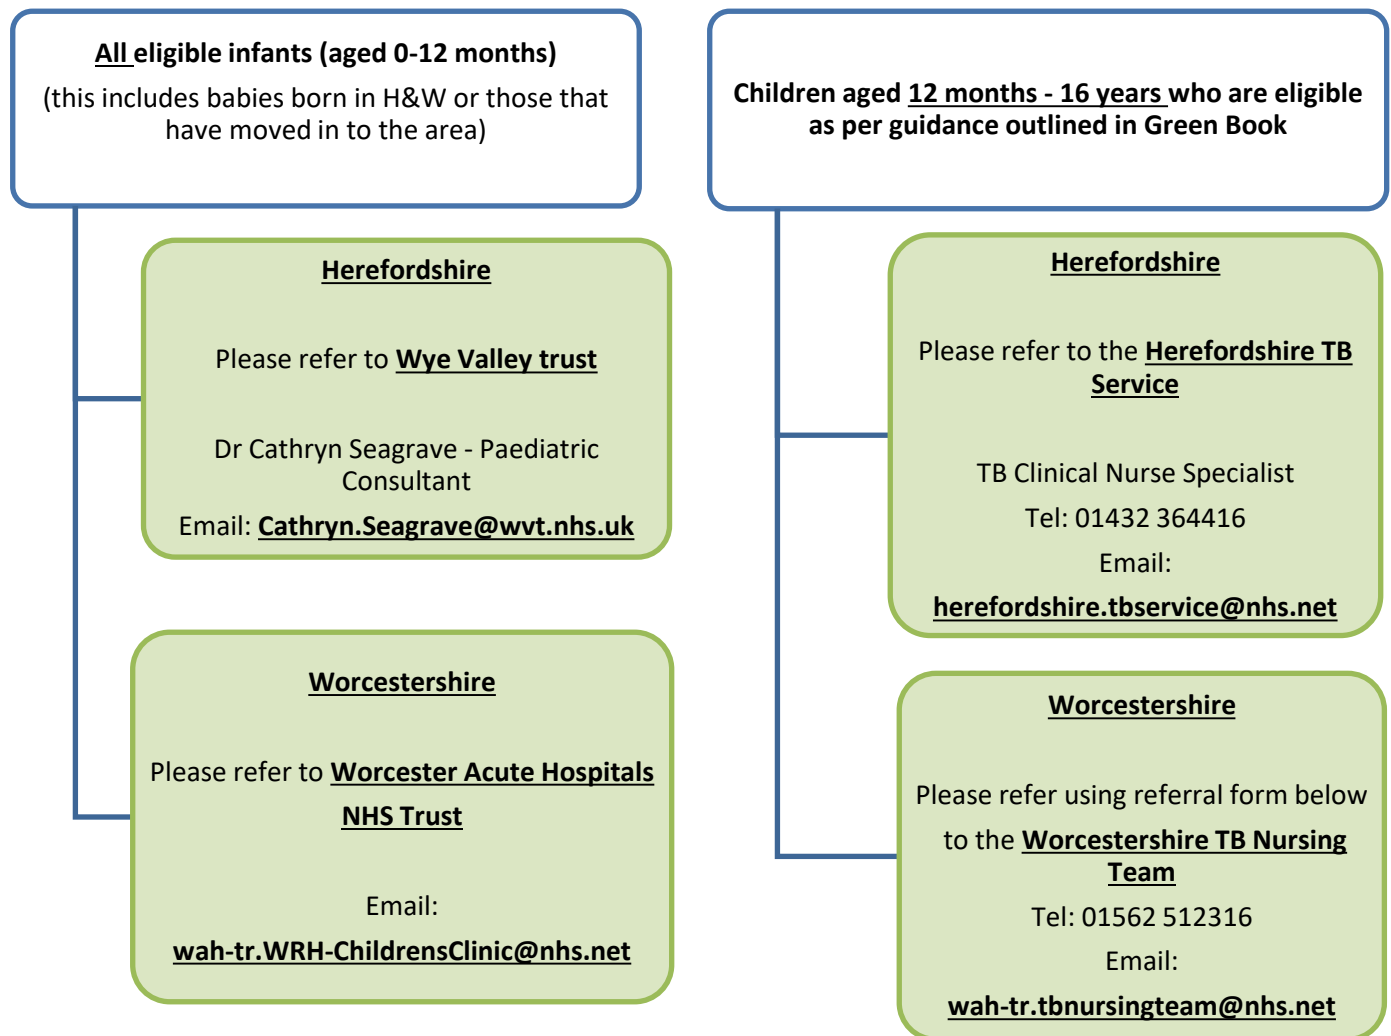 All eligible infants (aged 0-12 months)
(this includes babies born in H&W or those that
have moved in to the area)
Herefordshire
Please refer to Wye Valley trust
Dr Cathryn Seagrave - Paediatric
Consultant
Email: Cathryn.Seagrave@wvt.nhs.uk
Worcestershire
Please refer to Worcester Acute Hospitals
NHS Trust
Email:
wah-tr.WRH-ChildrensClinic@nhs.net
Children aged 12 months - 16 years who are eligible
as per guidance outlined in Green Book
Herefordshire
Please refer to the Herefordshire TB
Service
TB Clinical Nurse Specialist
Tel: 01432 364416
Email:
herefordshire.tbservice@nhs.net
Worcestershire
Please refer using referral form below
to the Worcestershire TB Nursing
Team
Tel: 01562 512316
Email:
wah-tr.tbnursingteam@nhs.net